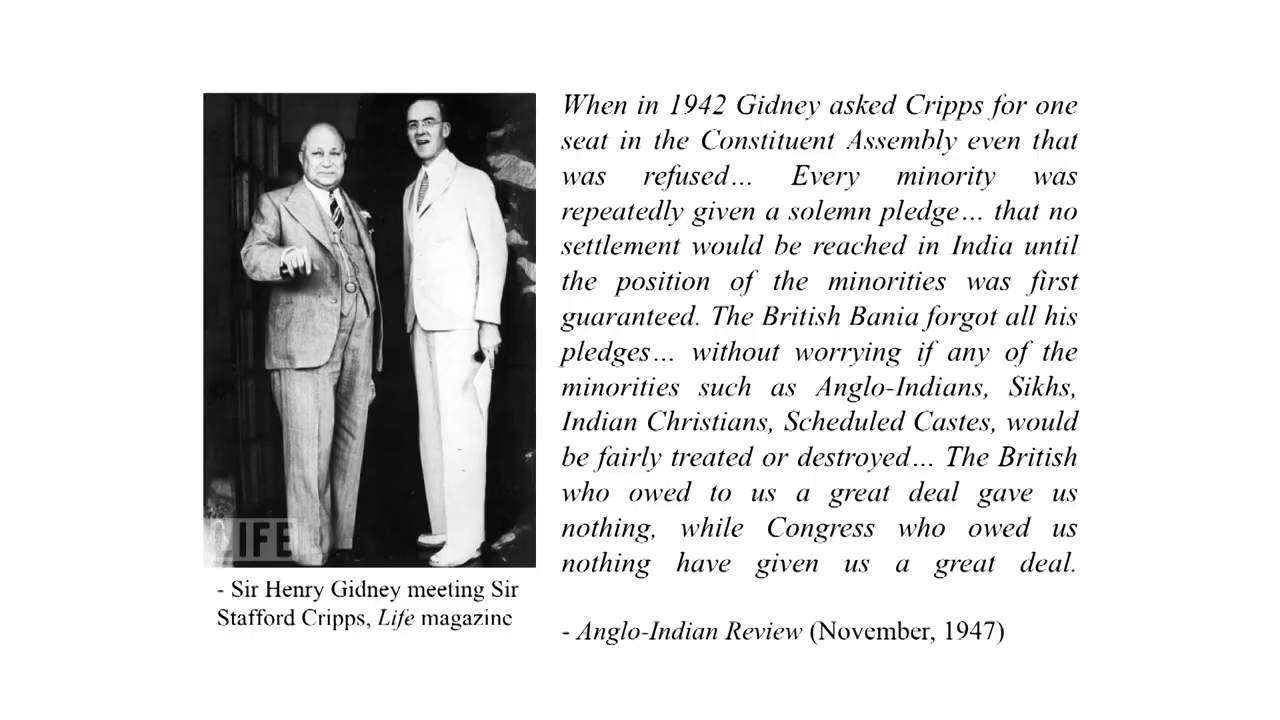 When in 1942 Gidney asked Cripps for one
seat in the Constituent Assembly even that
was refused… Every minority was
repeatedly given a solemn pledge… that no
settlement would be reached in India until
the position of the minorities was first
guaranteed. The British Bania forgot all his
pledges… without worrying if any of the
minorities such as Anglo-Indians, Sikhs,
Indian Christians, Scheduled Castes, would
be fairly treated or destroyed… The British
who owed to us a great deal gave us
nothing, while Congress who owed us
nothing have given us a great deal.
- Anglo-Indian Review (November, 1947)
LIFE
- Sir Henry Gidney meeting Sir
Stafford Cripps, Life magazine